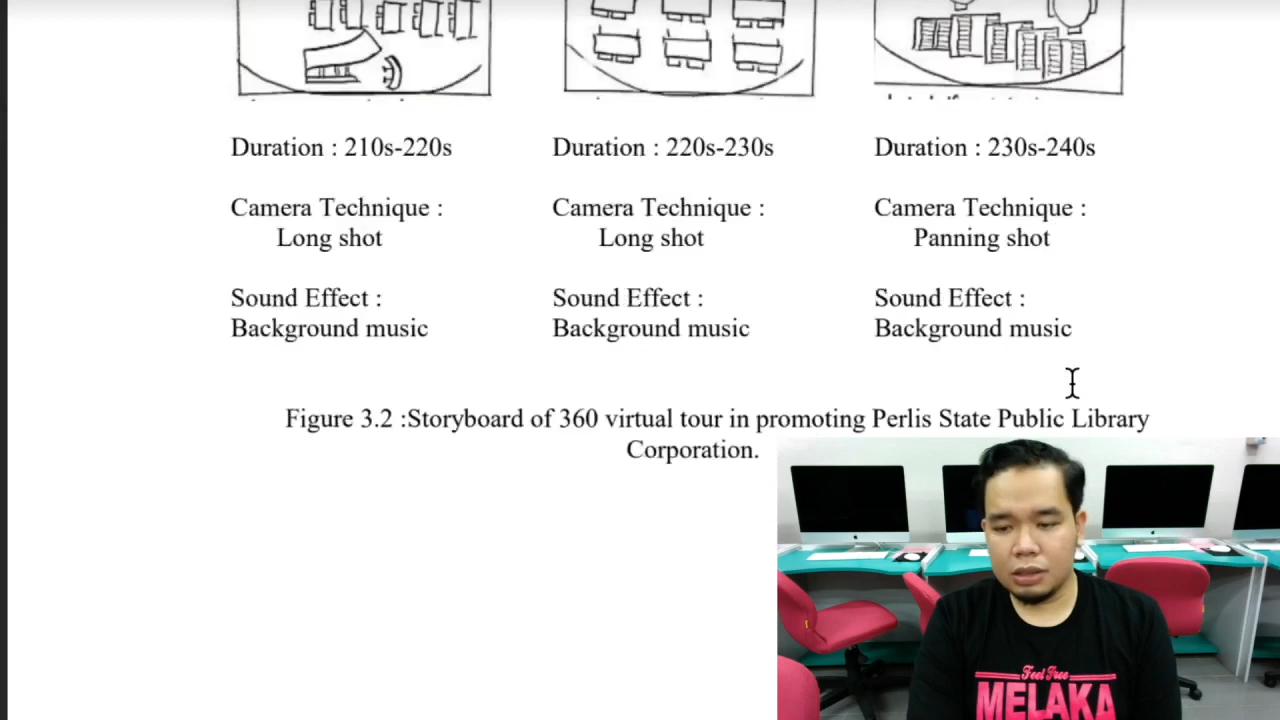 Duration : 210s-220s
Duration : 220s-230s
Duration : 230s-240s
Camera Technique :
Long shot
Camera Technique :
Long shot
Camera Technique :
Panning shot
Sound Effect :
Background music
Sound Effect :
Background music
Sound Effect :
Background music
Figure 3.2 :Storyboard of 360 virtual tour in promoting Perlis State Public Library
Corporation.
Feel Free
MELAKA